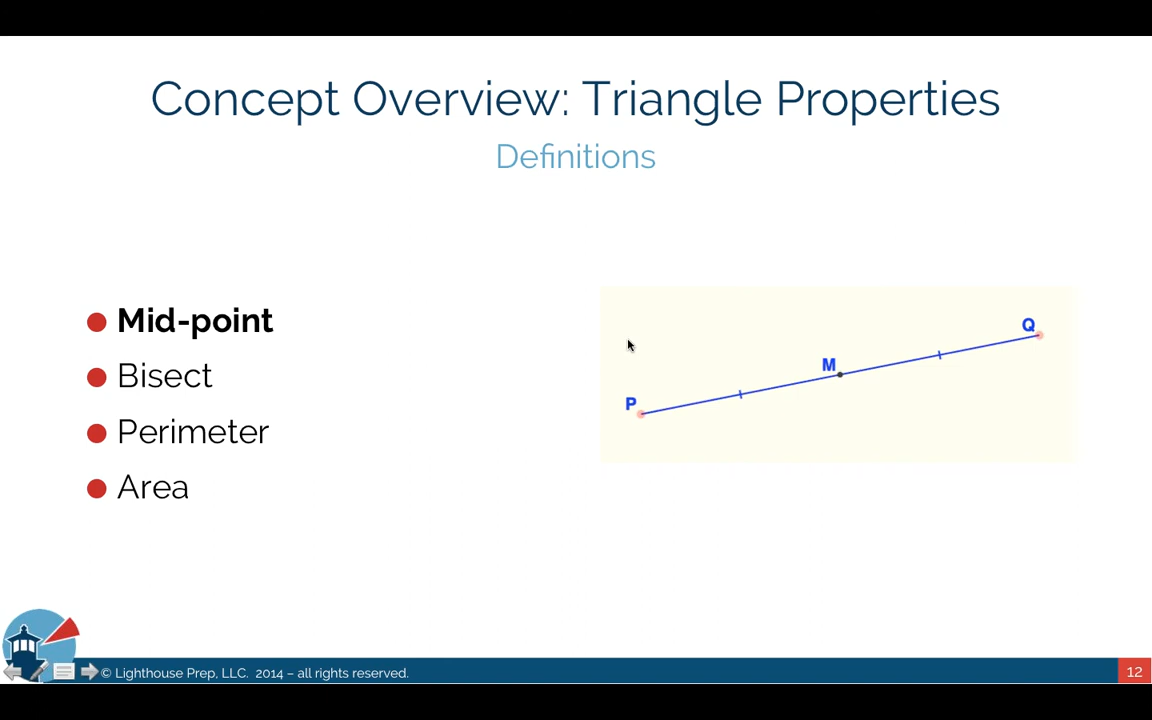 Concept Overview: Triangle Properties
Definitions
Mid-point
Bisect
Perimeter
Area
Q
M
P
© Lighthouse Prep, LLC. 2014 – all rights reserved.
12